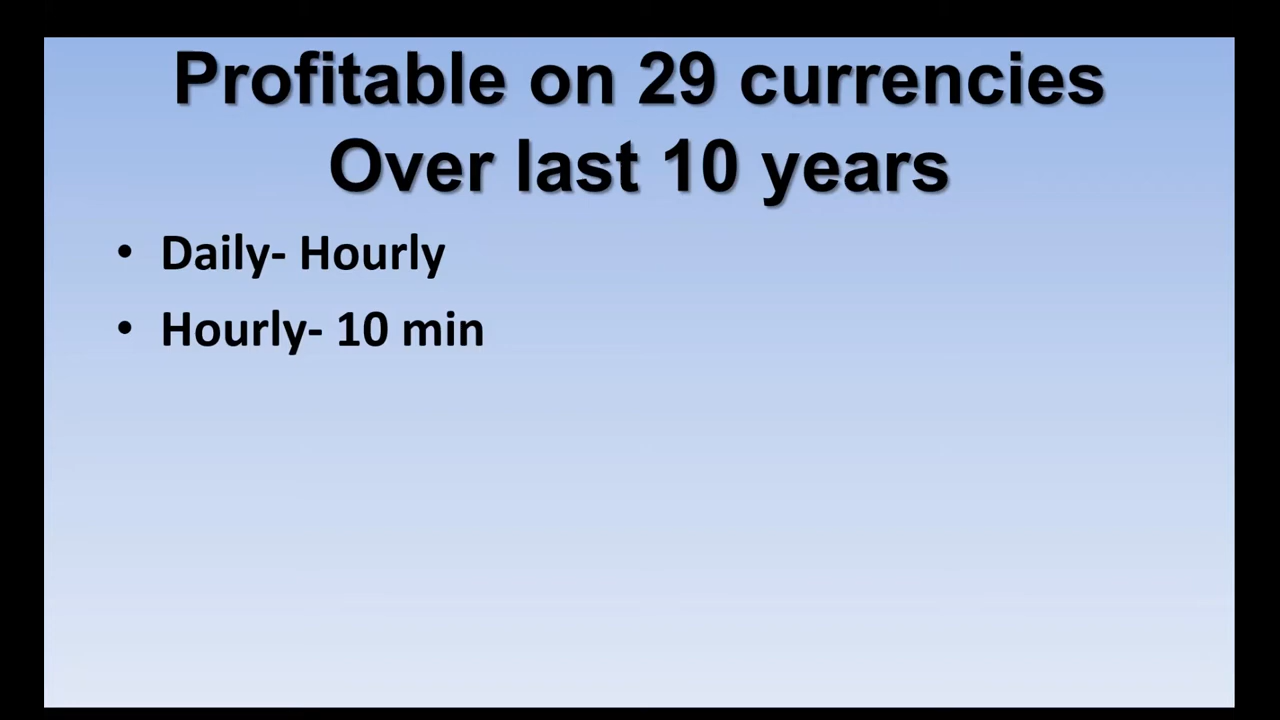 Profitable on 29 currencies
Over last 10 years
• Daily- Hourly
• Hourly- 10 min